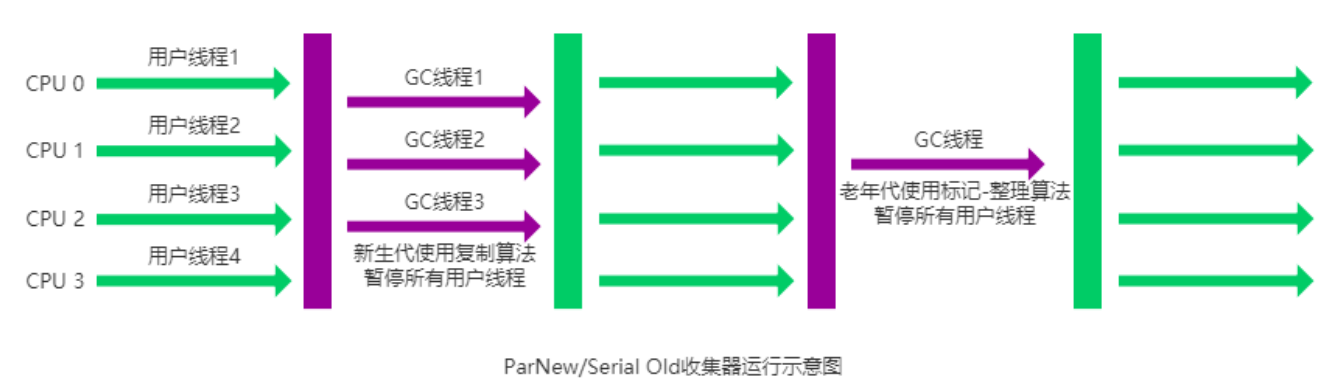 用户线程1
CPU 0
用户线程2
CPU 1
用户线程3
CPU 2
用户线程4
CPU 3
GC线程1
GC线程2
GC线程3
新生代使用复制算法
暂停所有用户线程
GC线程
老年代使用标记-整理算法
暂停所有用户线程
ParNew/Serial Old收集器运行示意图